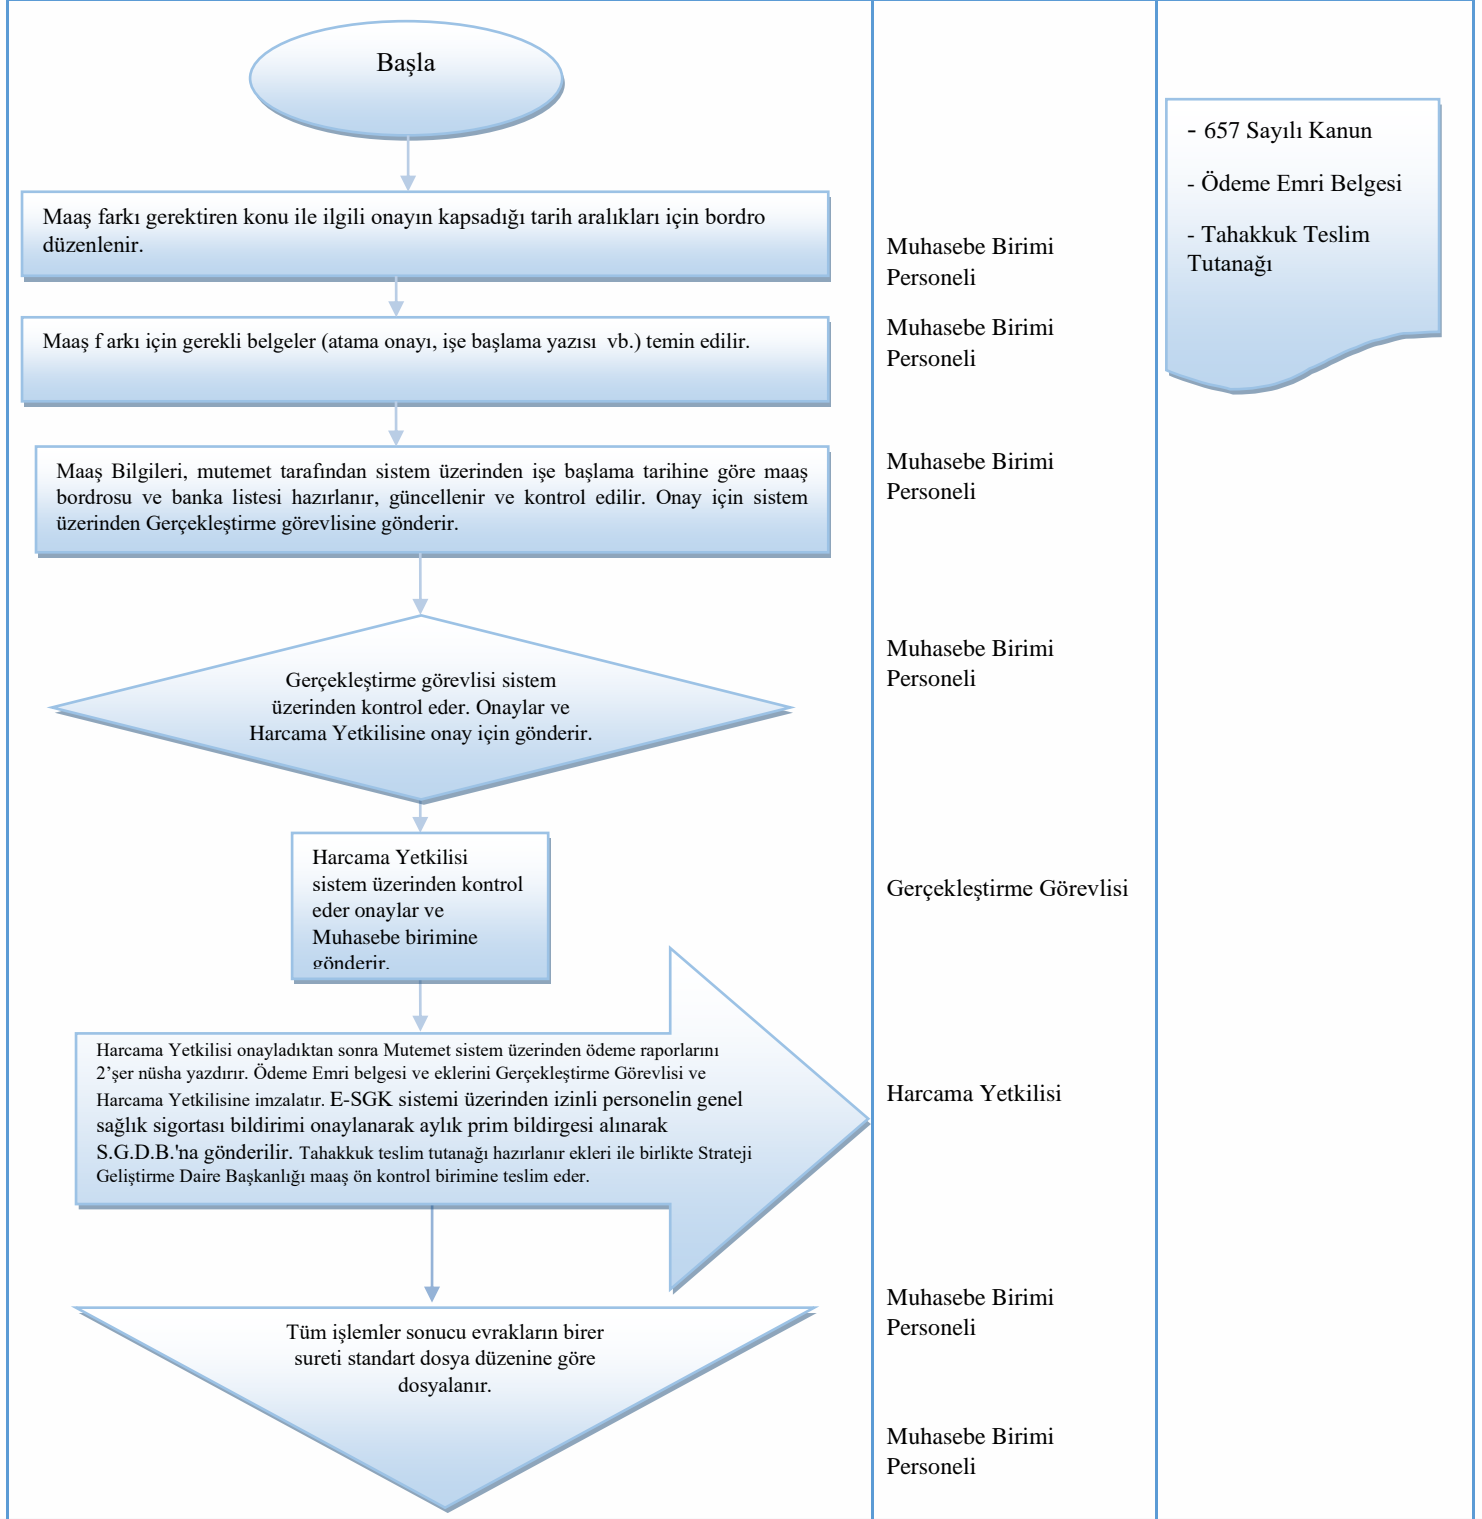 Başla
Maaş farkı gerektiren konu ile ilgili onayın kapsadığı tarih aralıkları için bordro
düzenlenir.
Maaş f arkı için gerekli belgeler (atama onayı, işe başlama yazısı  vb.) temin edilir.
Maaş Bilgileri, mutemet tarafından sistem üzerinden işe başlama tarihine göre maaş
bordrosu ve banka listesi hazırlanır, güncellenir ve kontrol edilir. Onay için sistem
üzerinden Gerçekleştirme görevlisine gönderir.
Gerçekleştirme görevlisi sistem
üzerinden kontrol eder. Onaylar ve
Harcama Yetkilisine onay için gönderir.
Harcama Yetkilisi
sistem üzerinden kontrol
eder onaylar ve
Muhasebe birimine
gönderir.
Harcama Yetkilisi onayladıktan sonra Mutemet sistem üzerinden ödeme raporlarını
2’şer nüsha yazdırır. Ödeme Emri belgesi ve eklerini Gerçekleştirme Görevlisi ve
Harcama Yetkilisine imzalatır. E-SGK sistemi üzerinden izinli personelin genel
sağlık sigortası bildirimi onaylanarak aylık prim bildirgesi alınarak
S.G.D.B.'na gönderilir. Tahakkuk teslim tutanağı hazırlanır ekleri ile birlikte Strateji
Geliştirme Daire Başkanlığı maaş ön kontrol birimine teslim eder.
Tüm işlemler sonucu evrakların birer
sureti standart dosya düzenine göre
dosyalanır.
Muhasebe Birimi
Personeli
Muhasebe Birimi
Personeli
Muhasebe Birimi
Personeli
Muhasebe Birimi
Personeli
Gerçekleştirme Görevlisi
Harcama Yetkilisi
Muhasebe Birimi
Personeli
Muhasebe Birimi
Personeli
- 657 Sayılı Kanun
- Ödeme Emri Belgesi
- Tahakkuk Teslim
Tutanağı